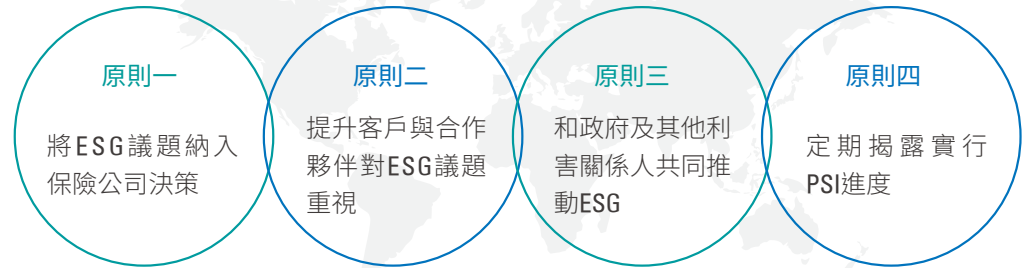 原則一
將ESG議題納入
保險公司決策
原則二
提升客戶與合作
夥伴對ESG議題
重視
原則三
和政府及其他利
害關係人共同推
動ESG
原則四
定期揭露實行
PSI進度